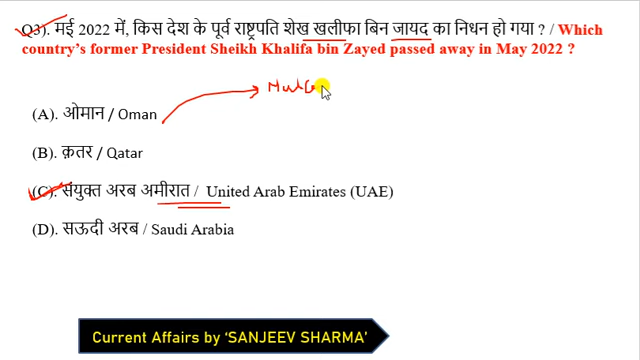 Q3). मई 2022 में, किस देश के पूर्व राष्ट्रपति शेख खलीफा बिन जायद का निधन हो गया ? / Which
country's former President Sheikh Khalifa bin Zayed passed away in May 2022 ?
(A). ओमान / Oman
(B). क़तर / Qatar
(C). संयुक्त अरब अमीरात / United Arab Emirates (UAE)
(D). सऊदी अरब / Saudi Arabia
Current Affairs by 'SANJEEV SHARMA'